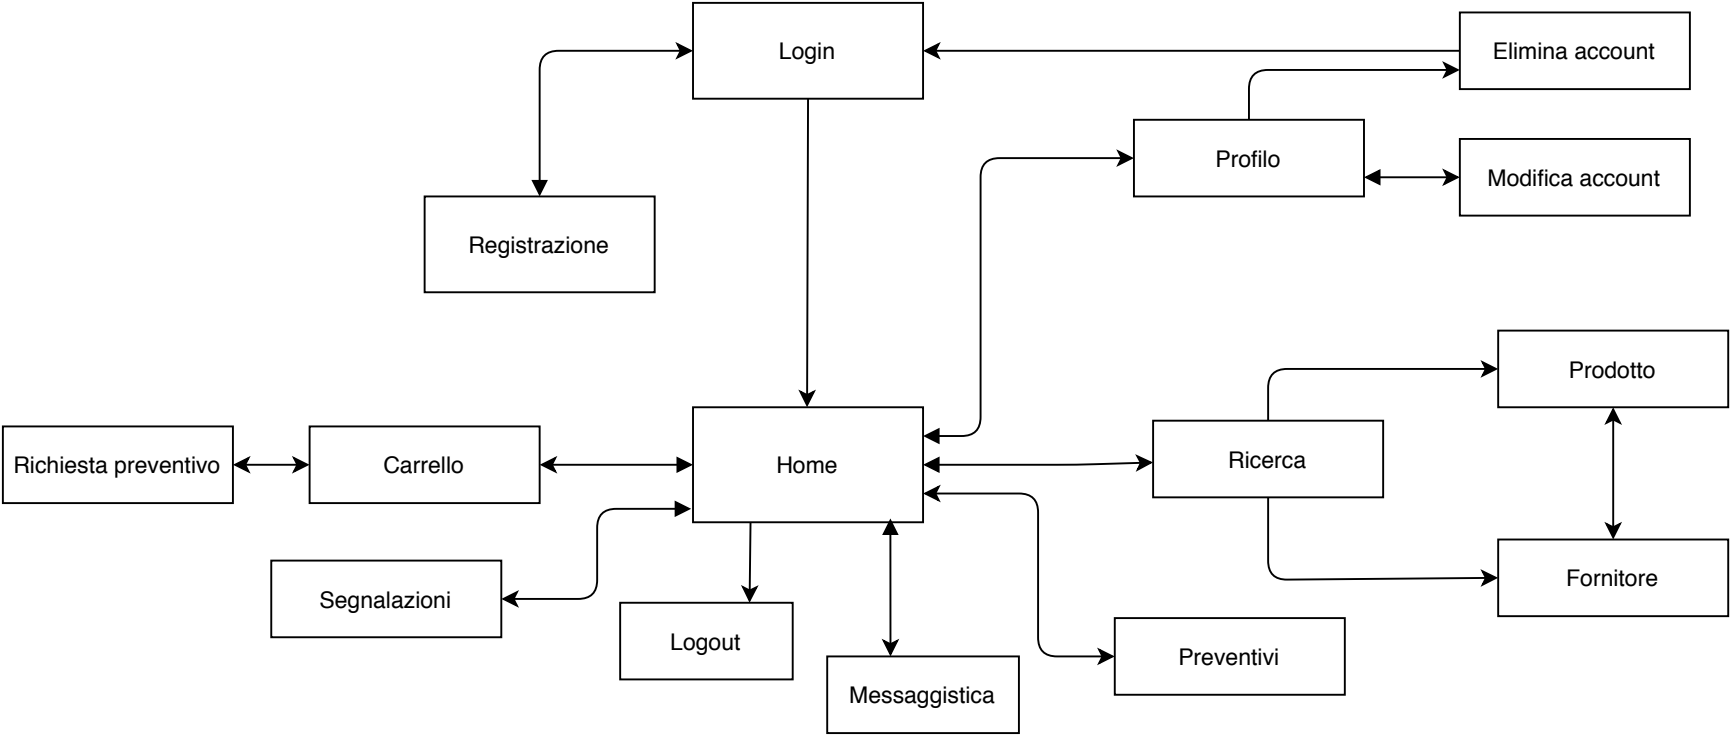 Login
Elimina account
Profilo
Modifica account
Registrazione
Prodotto
Richiesta preventivo
Carrello
Home
Ricerca
Segnalazioni
Logout
Fornitore
Messaggistica
Preventivi